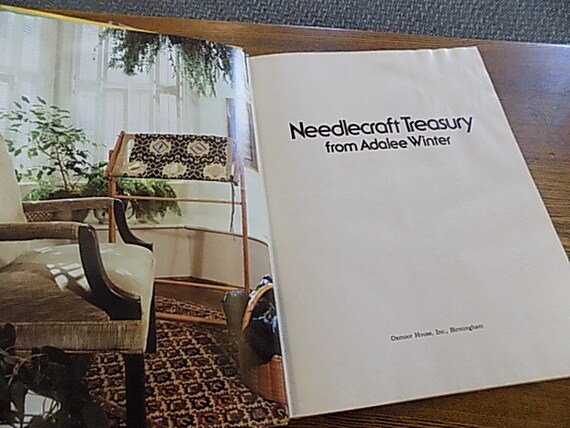 Needlecraft Treasury
from Adalee Winter
Oxmoor House, Inc., Birmingham